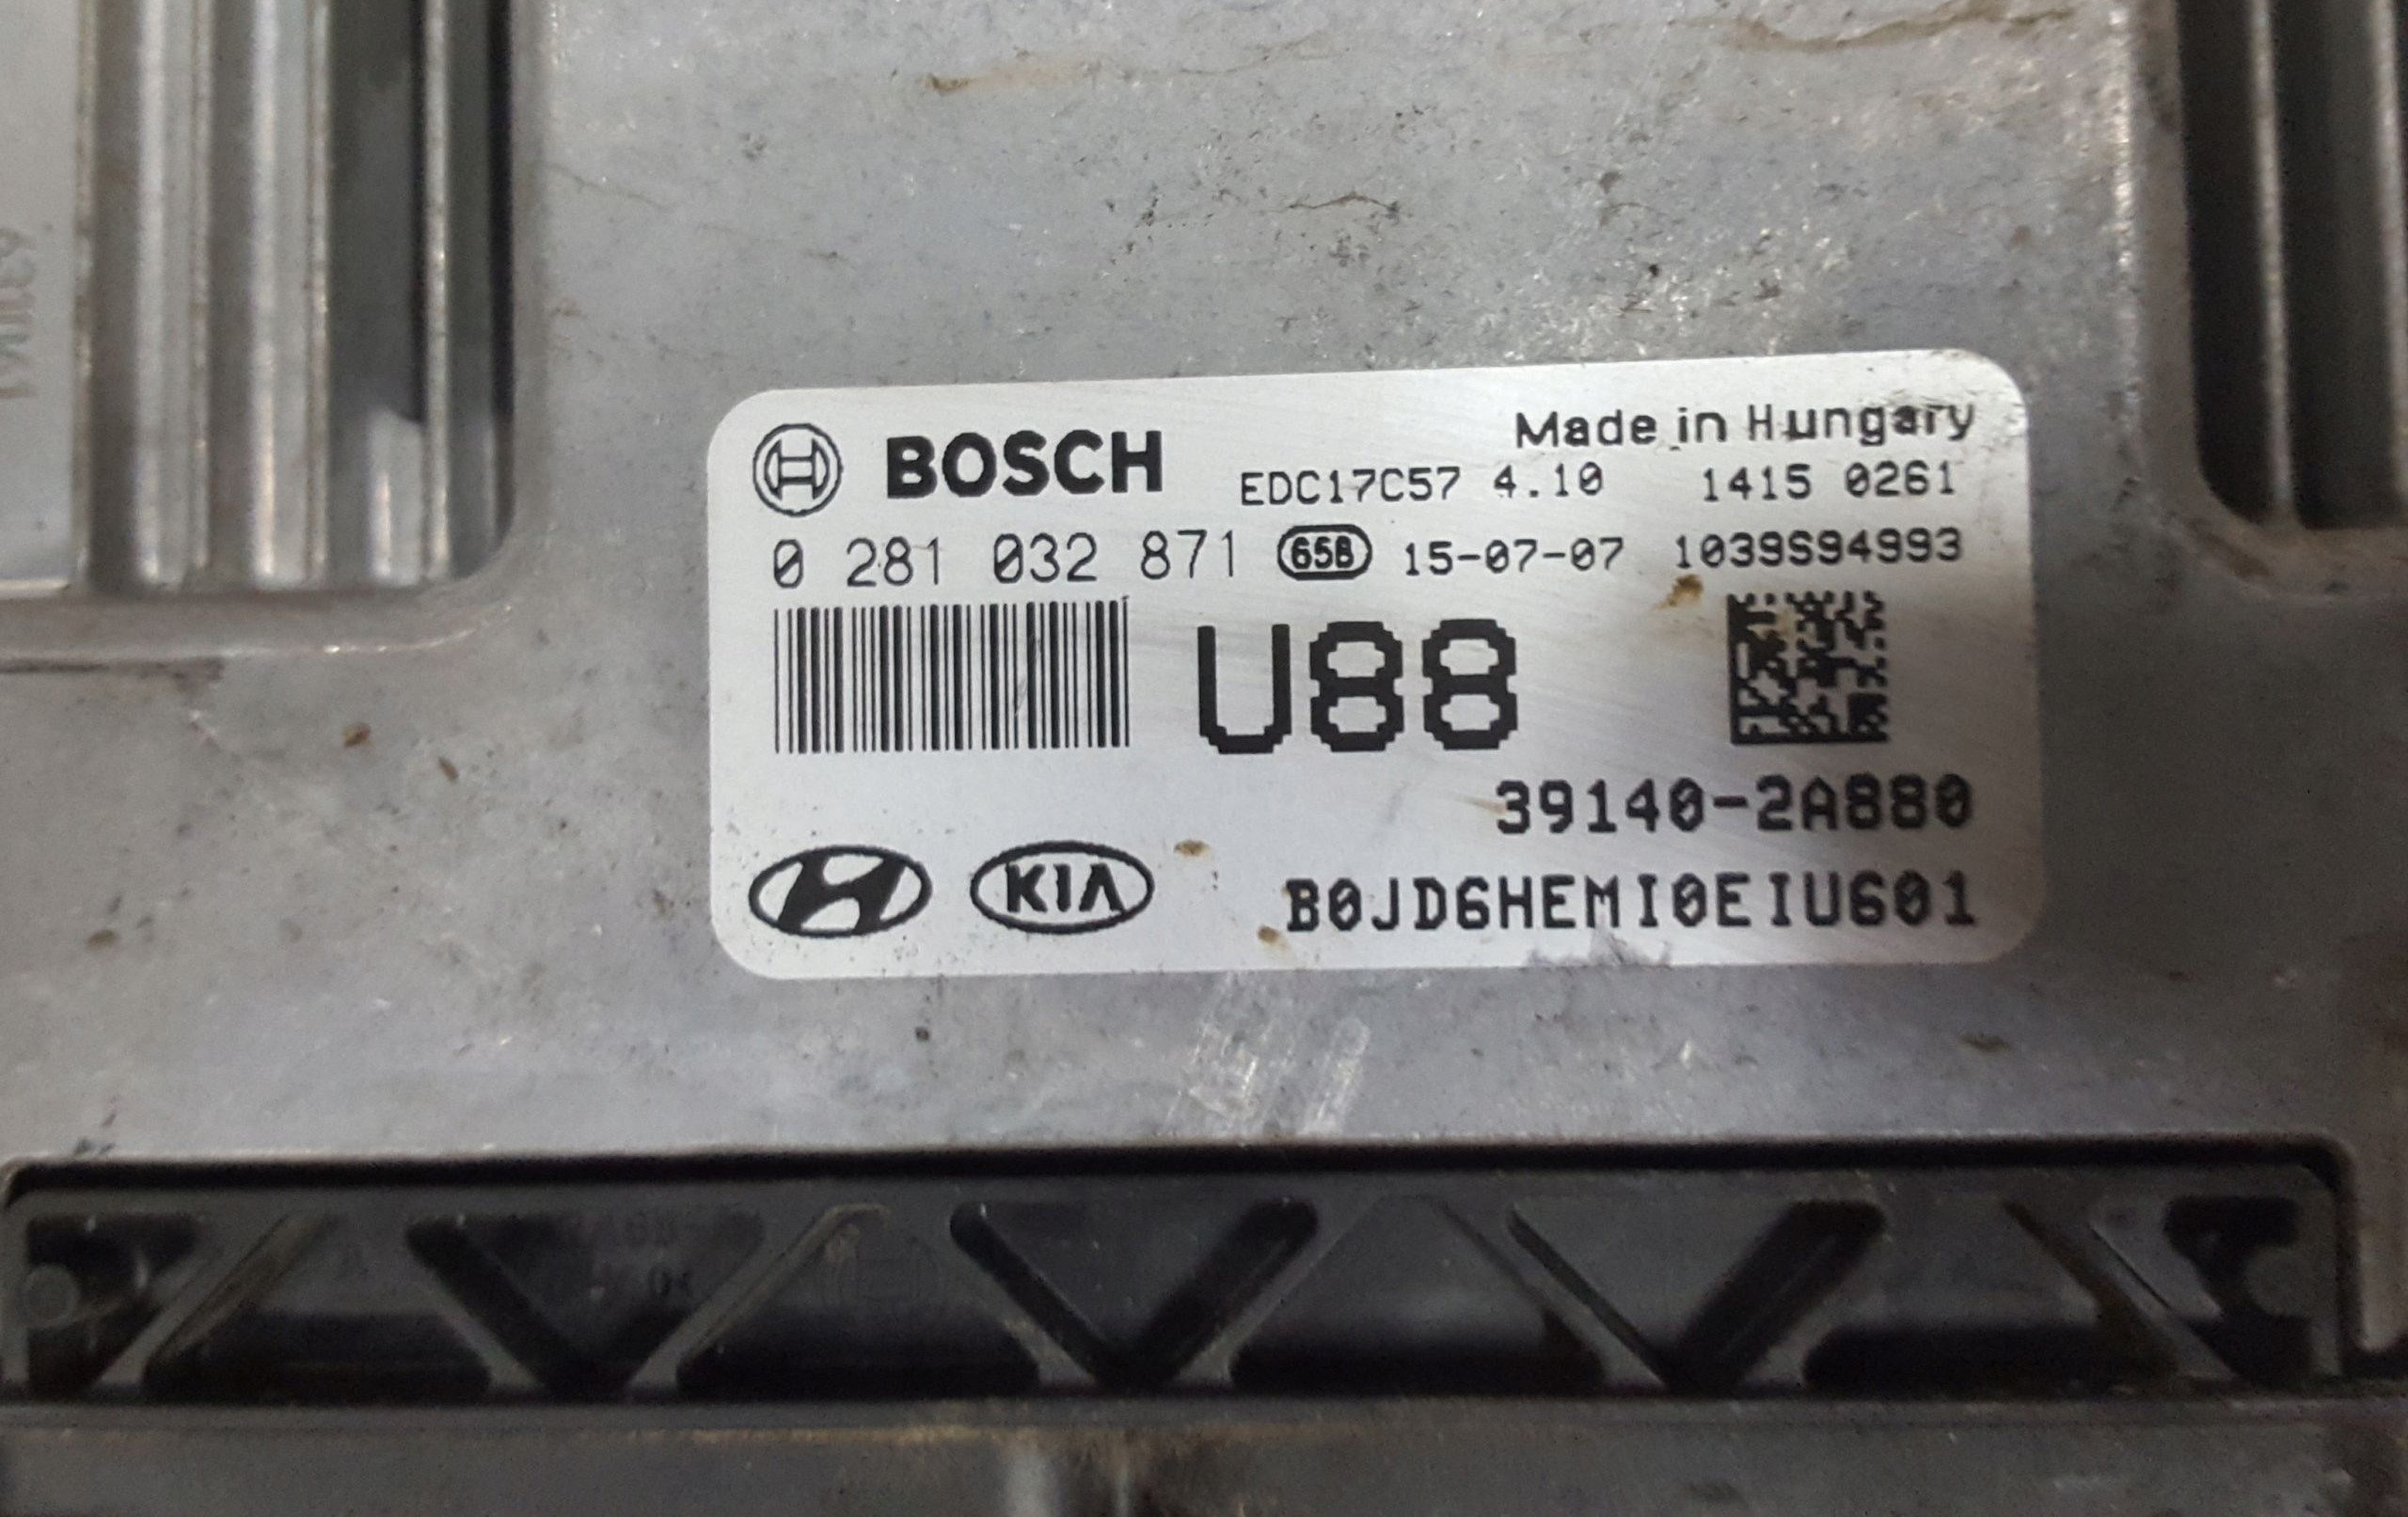 BOSCH
Made in Hungary
EDC17C57 4.10 1415 0261
0 281 032 871 65B 15-07-07 1039S94993
U88
39140-2A880
KIA B0JD6HEMI0EIU601